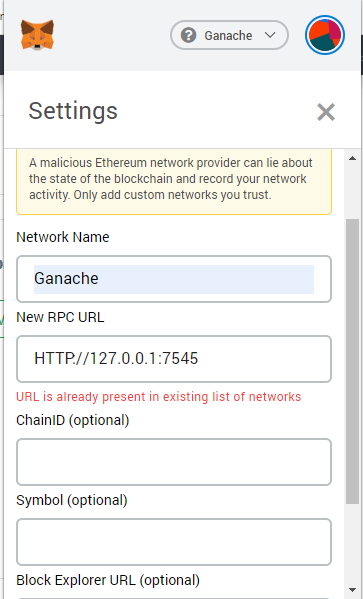 Ganache
Settings
A malicious Ethereum network provider can lie about
the state of the blockchain and record your network
activity. Only add custom networks you trust.
Network Name
Ganache
New RPC URL
HTTP://127.0.0.1:7545
URL is already present in existing list of networks
ChainID (optional)
Symbol (optional)
Block Explorer URL (optional)